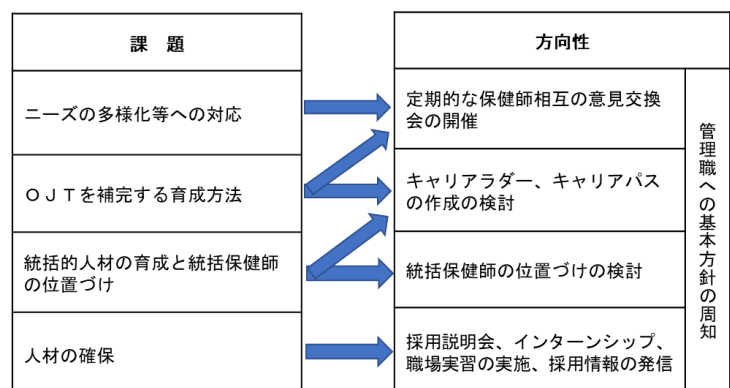 課　題
ニーズの多様化等への対応
ＯＪＴを補完する育成方法
統括的人材の育成と統括保健師
の位置づけ
人材の確保
方向性
定期的な保健師相互の意見交換
会の開催
キャリアラダー、キャリアパス
の作成の検討
統括保健師の位置づけの検討
採用説明会、インターンシップ、
職場実習の実施、採用情報の発信
管理職への基本方針の周知